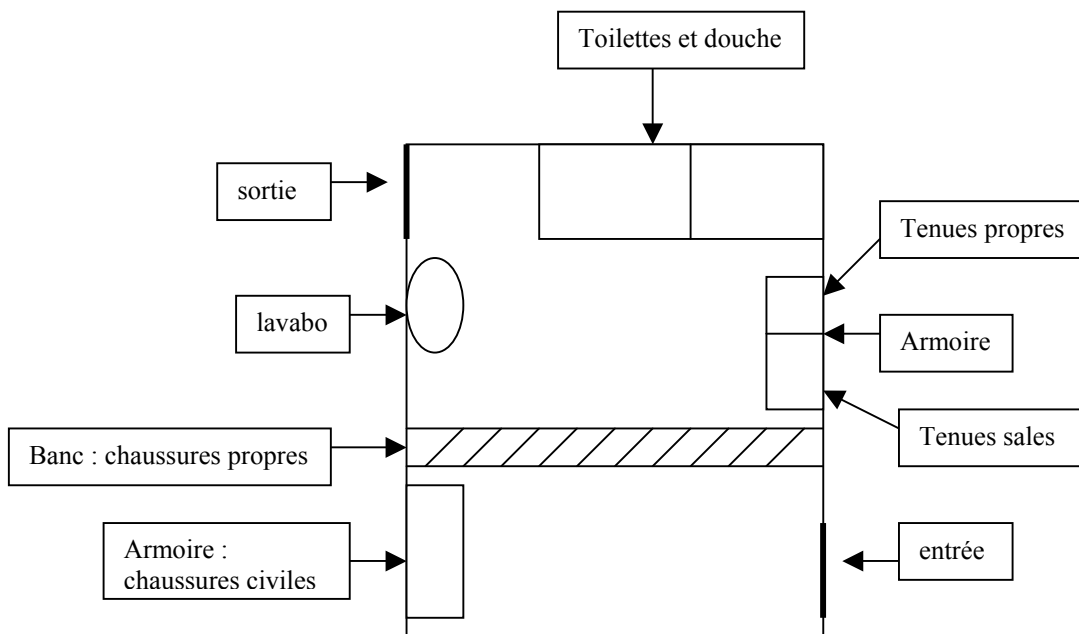 Toilettes et douche
sortie
Tenues propres
lavabo
Armoire
Tenues sales
Banc : chaussures propres
Armoire :
chaussures civiles
entrée